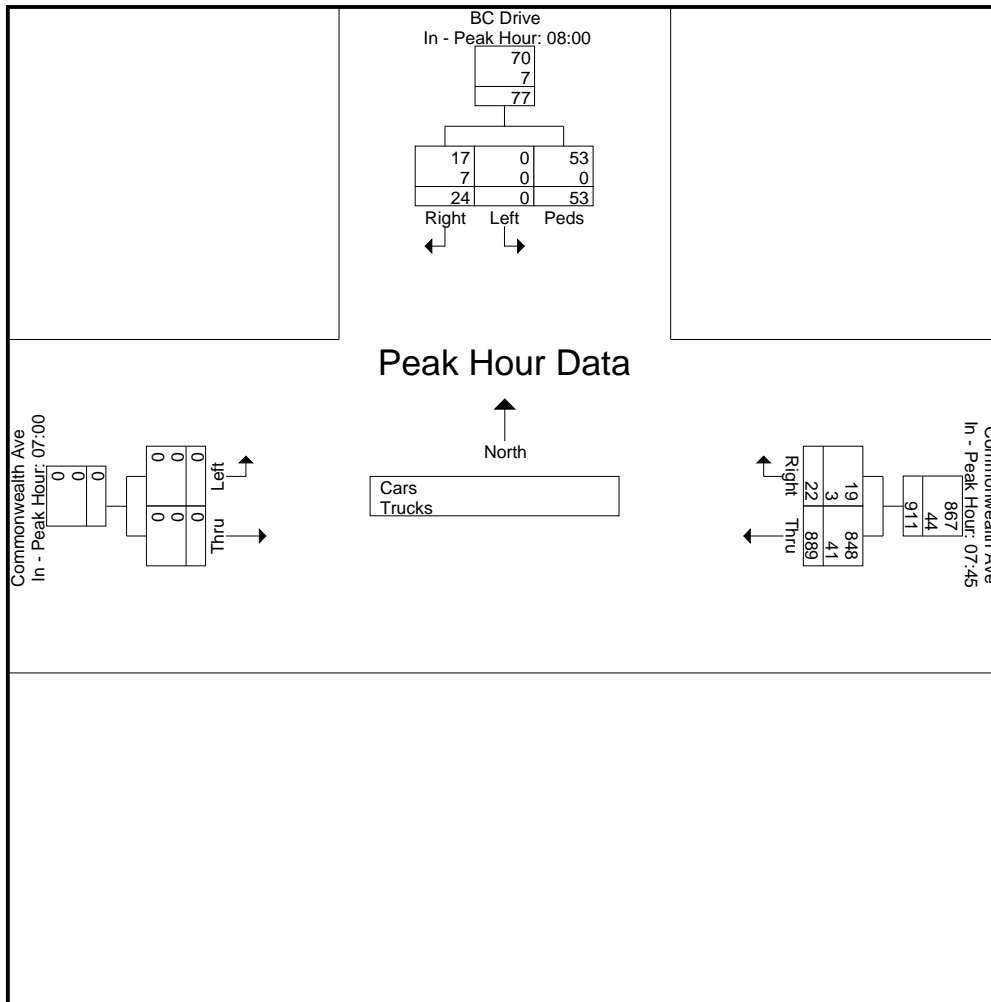 BC Drive
In - Peak Hour: 08:00
70
7
77
17 0 53
7 0 0
24 0 53
Right Left Peds
Peak Hour Data
North
Cars
Trucks
Commonwealth Ave
In - Peak Hour: 07:00
0
0
0
Left Thru
0 0
0 0
0 0
Commonwealth Ave
In - Peak Hour: 07:45
867
44
911
Right Thru
19 848
3 41
22 889